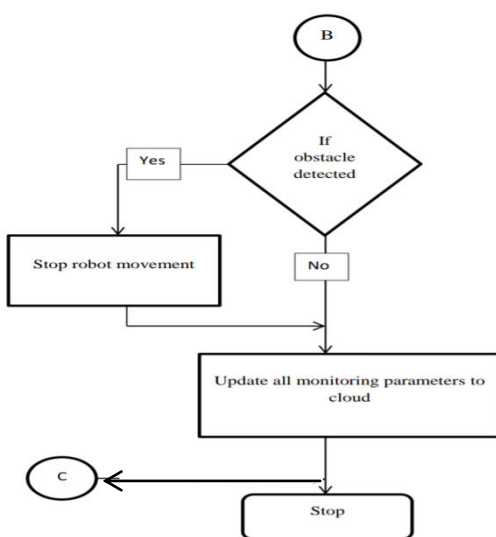 B
If
obstacle
detected
Yes
Stop robot movement
No
Update all monitoring parameters to
cloud
C
Stop